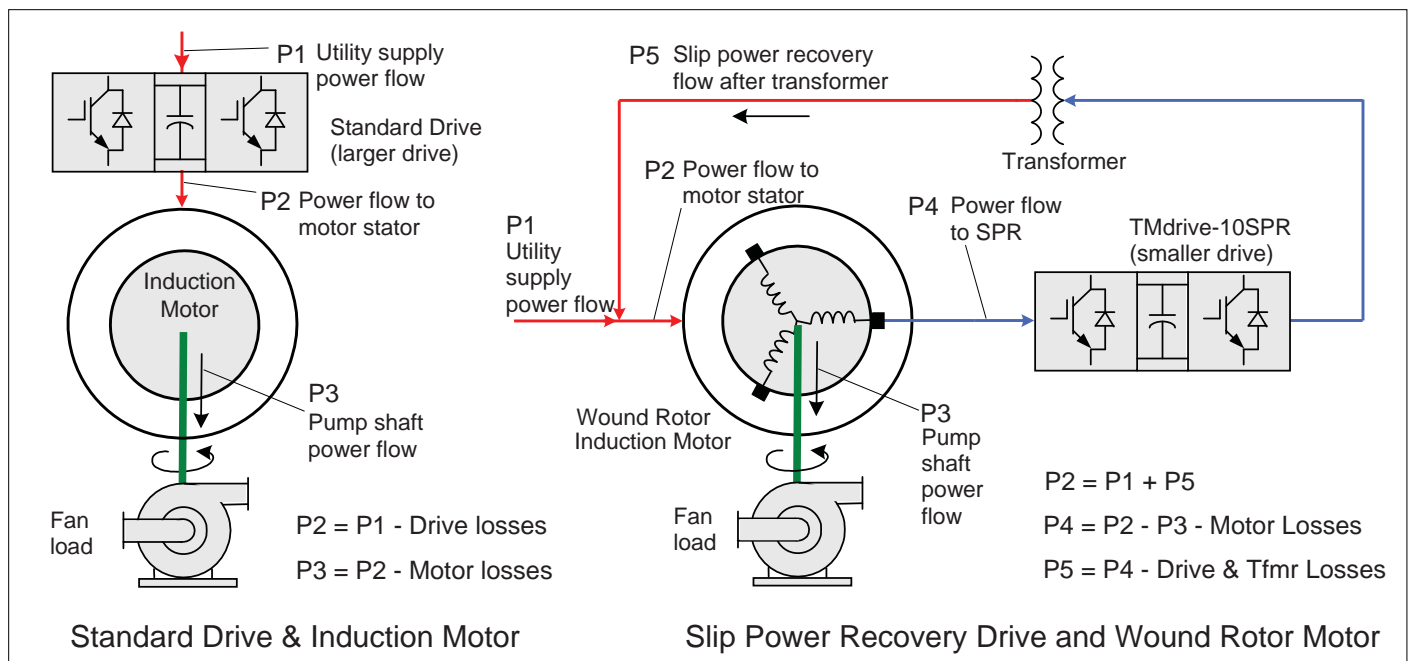 P1 Utility supply
power flow
Standard Drive
(larger drive)
P2 Power flow to
motor stator
Induction
Motor
P3
Pump shaft
power flow
Fan
load
P2 = P1 - Drive losses
P3 = P2 - Motor losses
Standard Drive & Induction Motor
P5 Slip power recovery
flow after transformer
Transformer
P2 Power flow to
motor stator
P1
Utility
supply
power flow
P4 Power flow
to SPR
TMdrive-10SPR
(smaller drive)
Wound Rotor
Induction Motor
P3
Pump
shaft
power
flow
Fan
load
P2 = P1 + P5
P4 = P2 - P3 - Motor Losses
P5 = P4 - Drive & Tfmr Losses
Slip Power Recovery Drive and Wound Rotor Motor